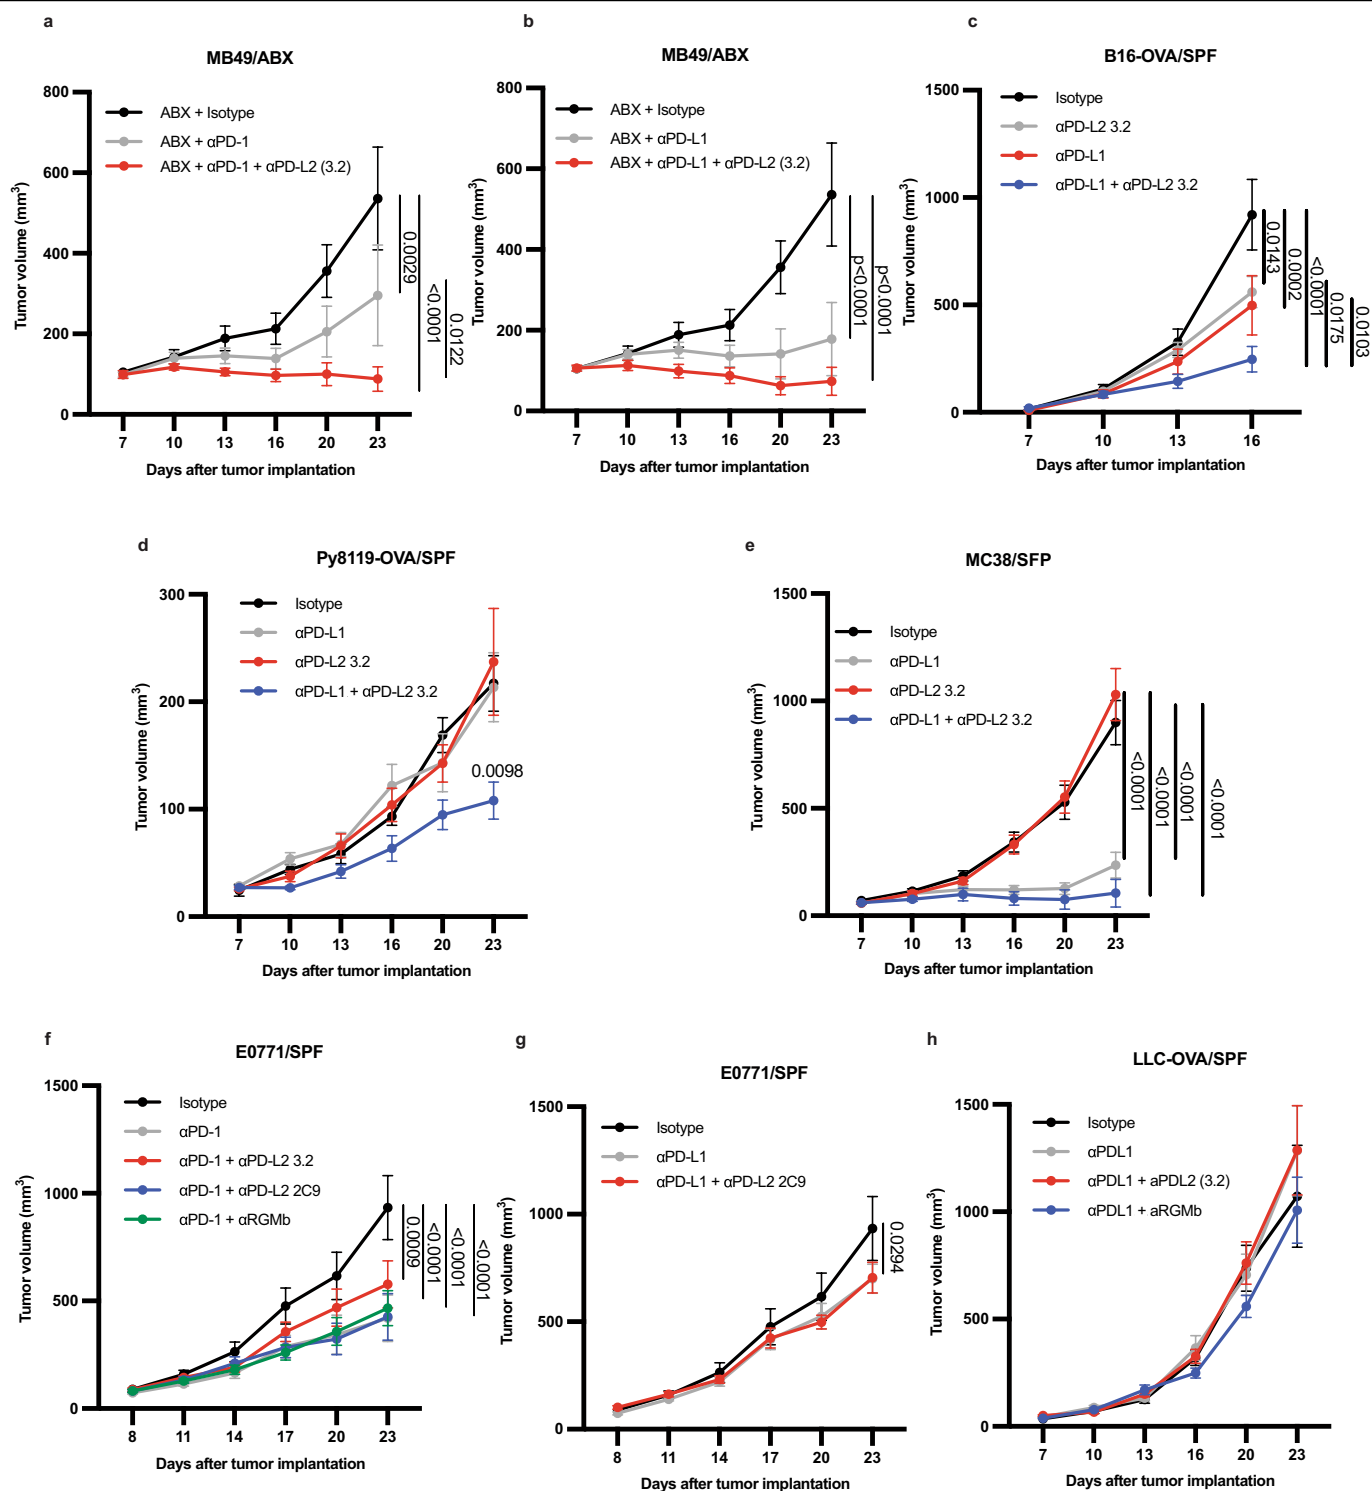 a
MB49/ABX
ABX + Isotype
ABX + αPD-1
ABX + αPD-1 + αPD-L2 (3.2)
Tumor volume (mm³)
800
600
400
200
0
7 10 13 16 20 23
Days after tumor implantation
0.0029
<0.0001
0.0122
b
MB49/ABX
ABX + Isotype
ABX + αPD-L1
ABX + αPD-L1 + αPD-L2 (3.2)
Tumor volume (mm³)
800
600
400
200
0
7 10 13 16 20 23
Days after tumor implantation
p<0.0001
p<0.0001
c
B16-OVA/SPF
Isotype
αPD-L2 3.2
αPD-L1
αPD-L1 + αPD-L2 3.2
Tumor volume (mm³)
1500
1000
500
0
7 10 13 16
Days after tumor implantation
0.0143
0.0002
<0.0001
0.0175
0.0103
d
Py8119-OVA/SPF
Isotype
αPD-L1
αPD-L2 3.2
αPD-L1 + αPD-L2 3.2
Tumor volume (mm³)
300
200
100
0
7 10 13 16 20 23
Days after tumor implantation
0.0098
e
MC38/SFP
Isotype
αPD-L1
αPD-L2 3.2
αPD-L1 + αPD-L2 3.2
Tumor volume (mm³)
1500
1000
500
0
7 10 13 16 20 23
Days after tumor implantation
<0.0001
<0.0001
<0.0001
<0.0001
f
E0771/SPF
Isotype
αPD-1
αPD-1 + αPD-L2 3.2
αPD-1 + αPD-L2 2C9
αPD-1 + αRGMb
Tumor volume (mm³)
1500
1000
500
0
8 11 14 17 20 23
Days after tumor implantation
0.0009
<0.0001
<0.0001
<0.0001
g
E0771/SPF
Isotype
αPD-L1
αPD-L1 + αPD-L2 2C9
Tumor volume (mm³)
1500
1000
500
0
8 11 14 17 20 23
Days after tumor implantation
0.0294
h
LLC-OVA/SPF
Isotype
αPDL1
αPDL1 + aPDL2 (3.2)
αPDL1 + aRGMb
Tumor volume (mm³)
1500
1000
500
0
7 10 13 16 20 23
Days after tumor implantation